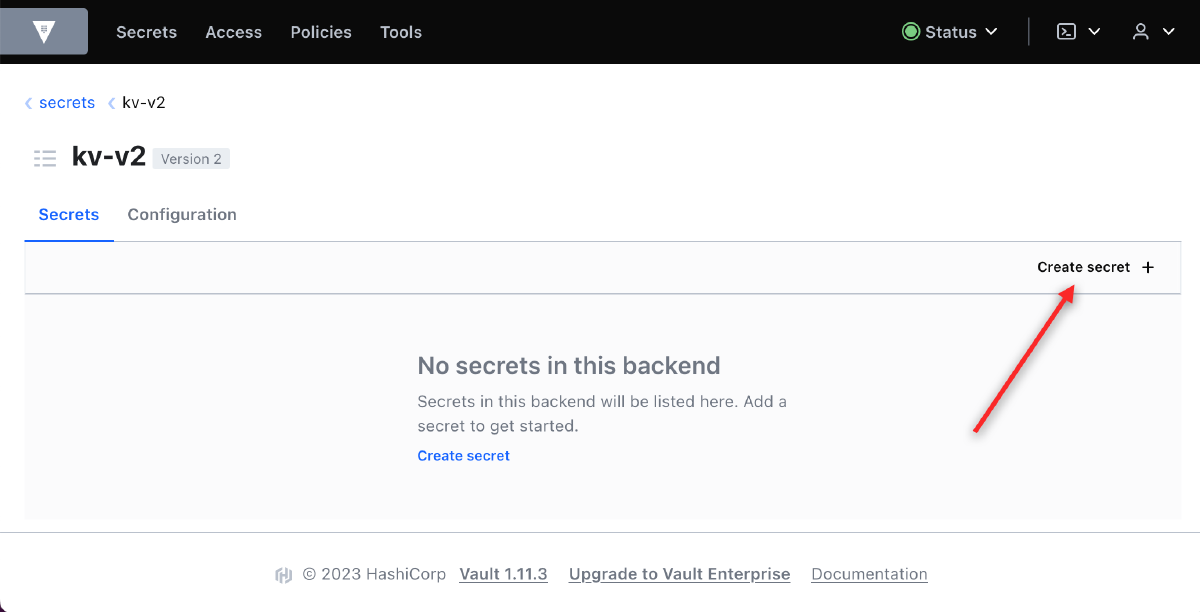 Secrets Access Policies Tools Status
secrets kv-v2
kv-v2 Version 2
Secrets Configuration
Create secret +
No secrets in this backend
Secrets in this backend will be listed here. Add a
secret to get started.
Create secret
© 2023 HashiCorp Vault 1.11.3 Upgrade to Vault Enterprise Documentation